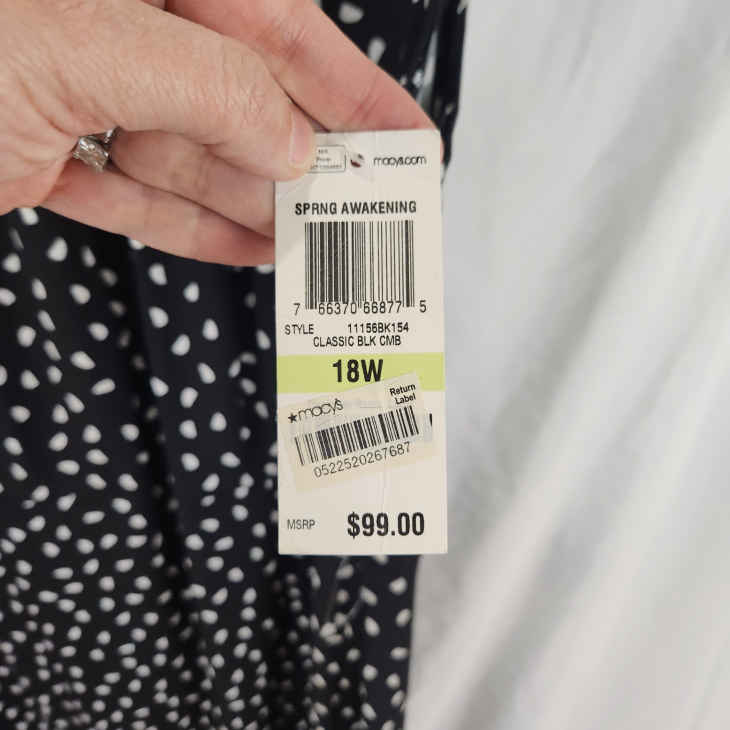 macys.com
SPRNG AWAKENING
7 66370 66877 5
STYLE 11156BK154
CLASSIC BLK CMB
18W
★macy's Return
Label
0522520267687
MSRP $99.00